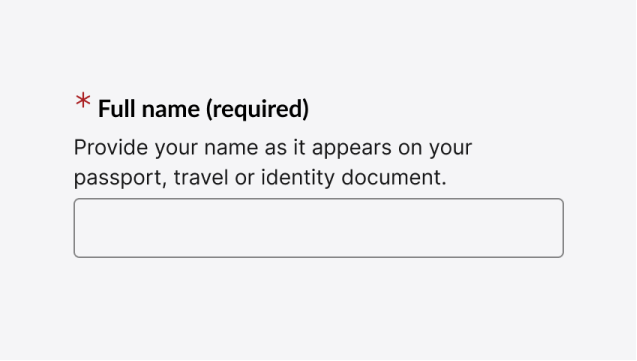 * Full name (required)
Provide your name as it appears on your
passport, travel or identity document.